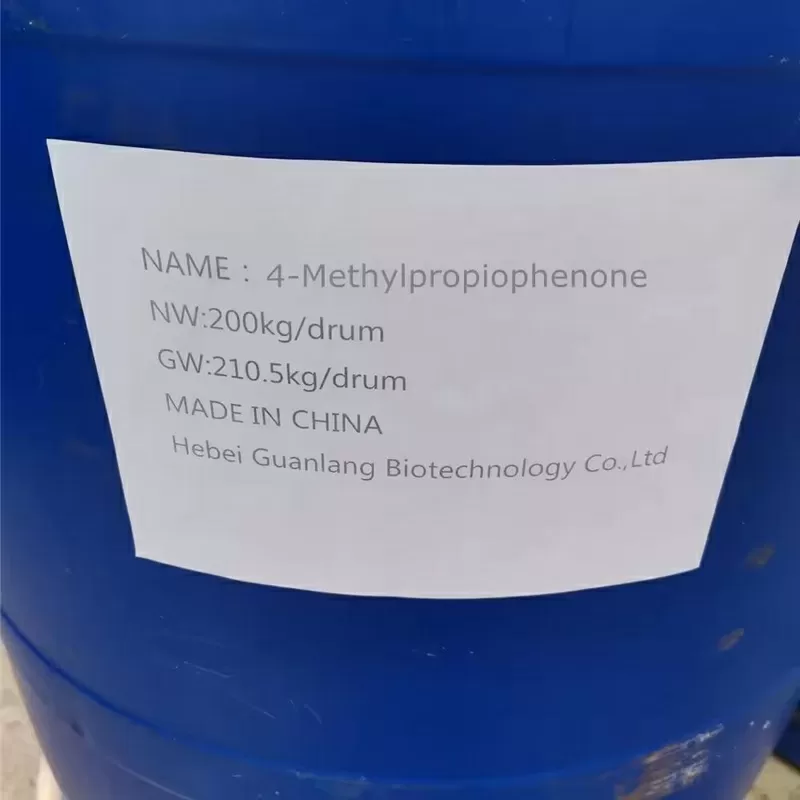 NAME : 4-Methylpropiophenone
NW:200kg/drum
GW:210.5kg/drum
MADE IN CHINA
Hebei Guanlang Biotechnology Co.,Ltd